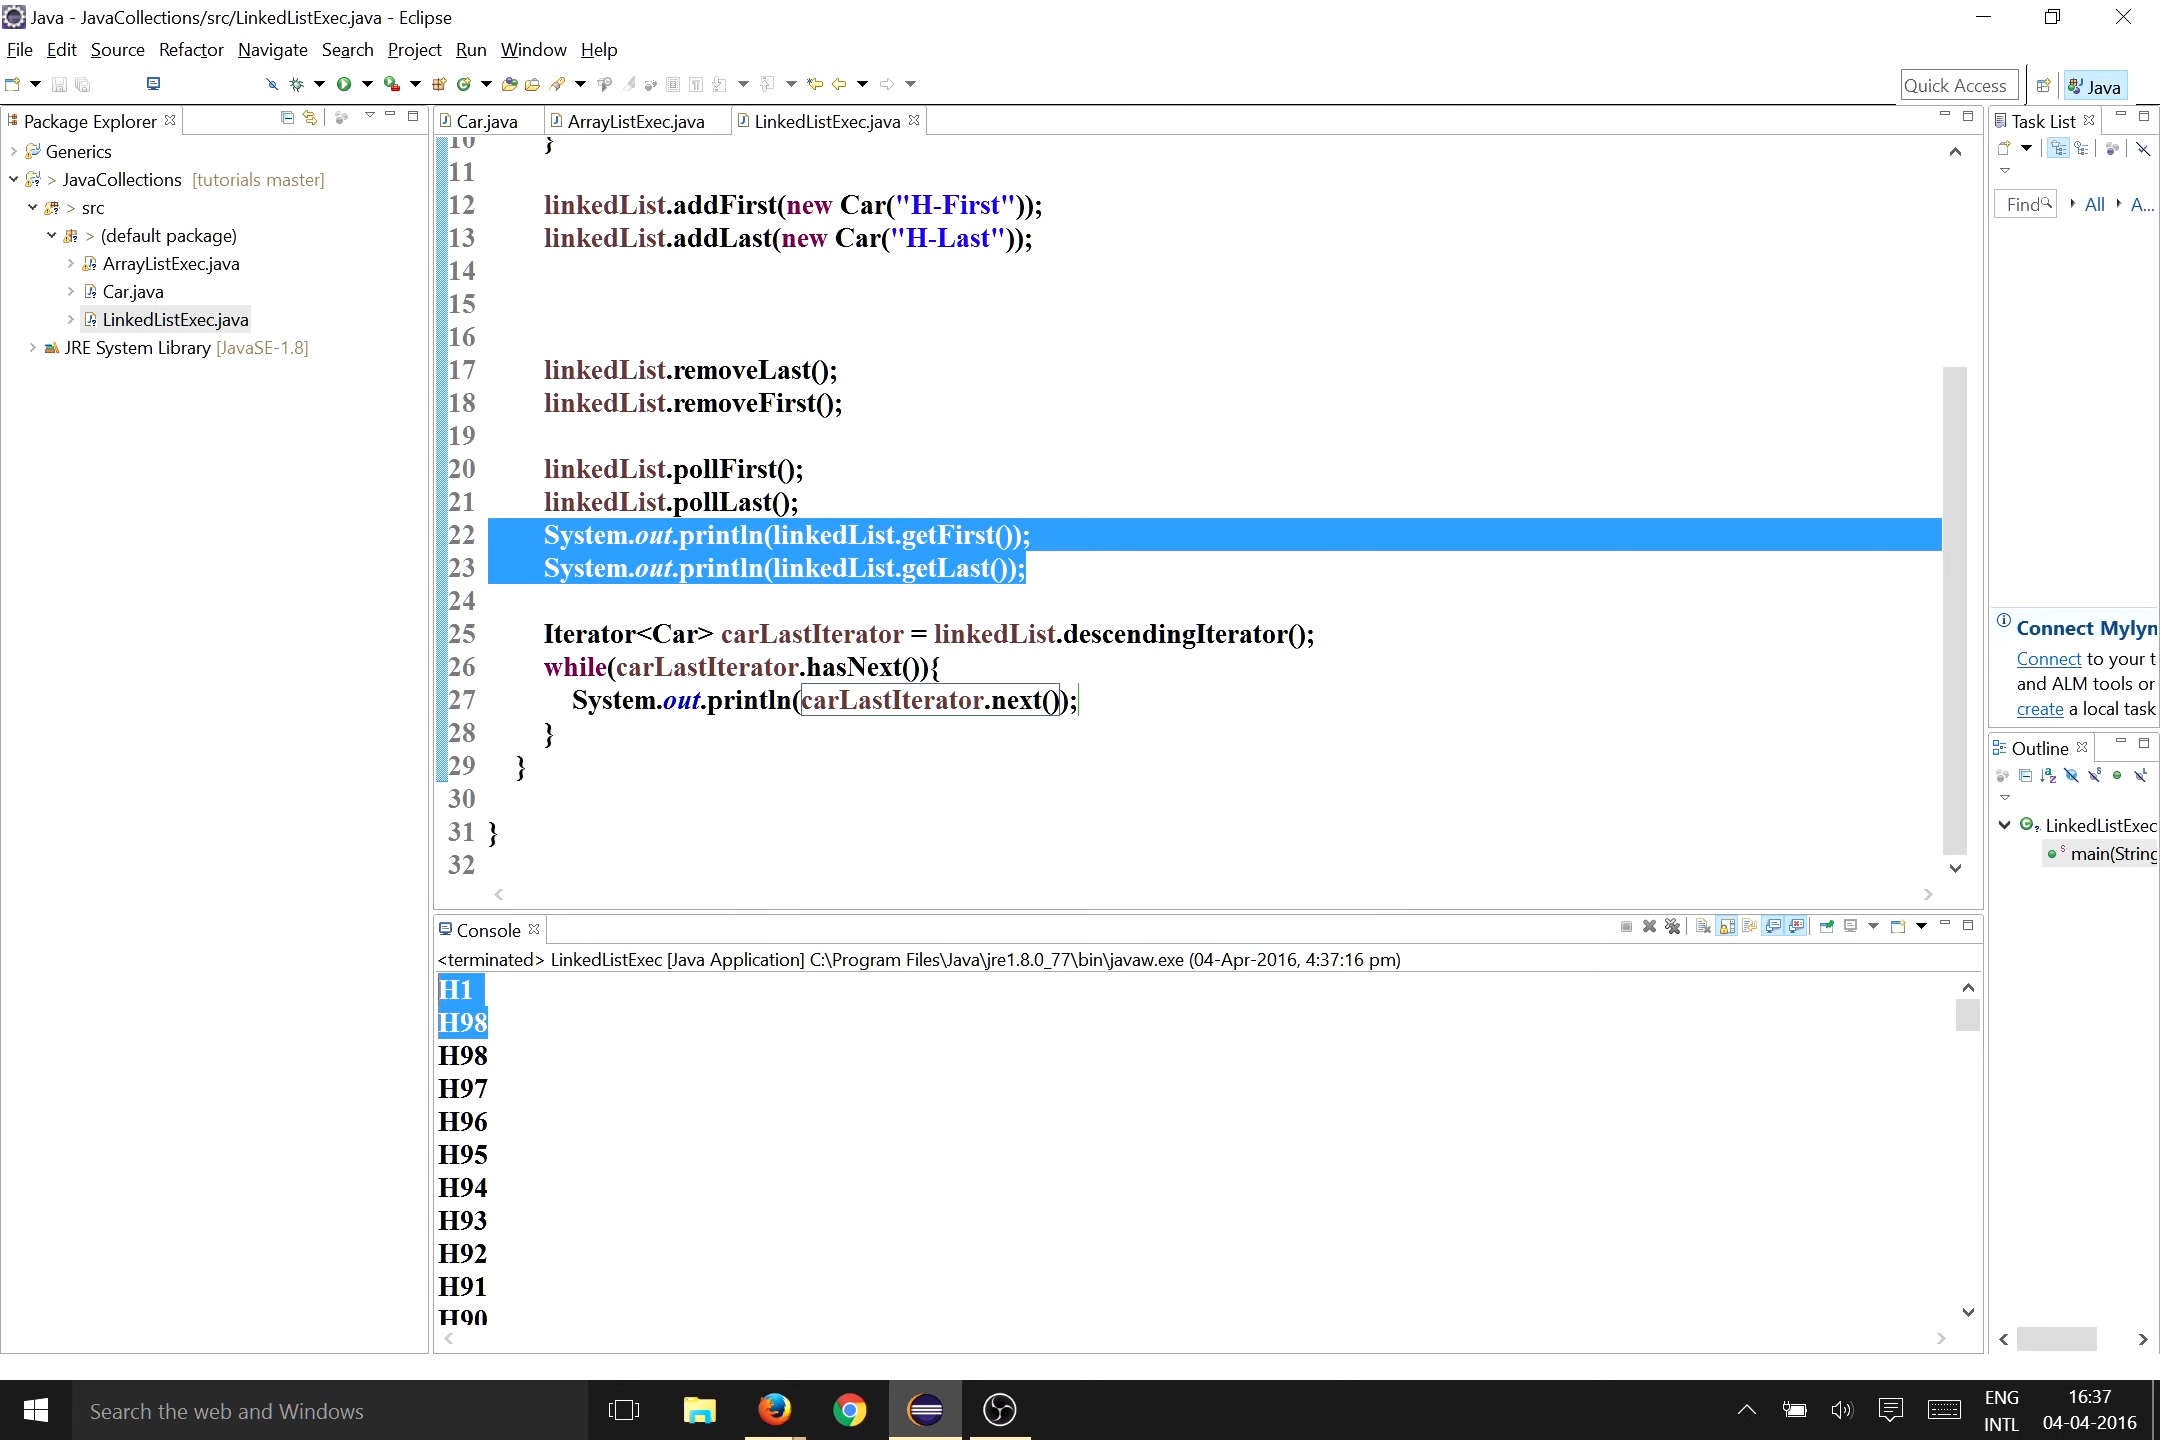 Java - JavaCollections/src/LinkedListExec.java - Eclipse
File Edit Source Refactor Navigate Search Project Run Window Help
Quick Access
Java
Package Explorer
Generics
> JavaCollections [tutorials master]
> src
> (default package)
ArrayListExec.java
Car.java
LinkedListExec.java
JRE System Library [JavaSE-1.8]
Car.java ArrayListExec.java LinkedListExec.java
10 }
11
12 linkedList.addFirst(new Car("H-First"));
13 linkedList.addLast(new Car("H-Last"));
14
15
16
17 linkedList.removeLast();
18 linkedList.removeFirst();
19
20 linkedList.pollFirst();
21 linkedList.pollLast();
22 System.out.println(linkedList.getFirst());
23 System.out.println(linkedList.getLast());
24
25 Iterator<Car> carLastIterator = linkedList.descendingIterator();
26 while(carLastIterator.hasNext()){
27 System.out.println(carLastIterator.next());
28 }
29 }
30
31 }
32
Console
<terminated> LinkedListExec [Java Application] C:\Program Files\Java\jre1.8.0_77\bin\javaw.exe (04-Apr-2016, 4:37:16 pm)
H1
H98
H98
H97
H96
H95
H94
H93
H92
H91
H90
Task List
Find All A...
Connect Mylyn
Connect to your t
and ALM tools or
create a local task
Outline
LinkedListExec
main(String
Search the web and Windows
ENG
INTL
16:37
04-04-2016